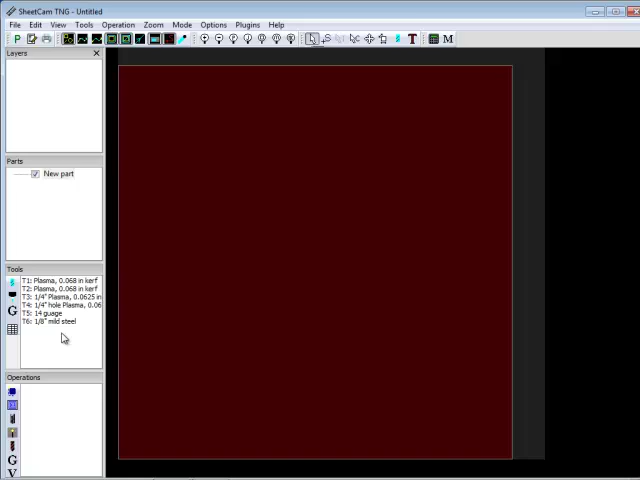 SheetCam TNG - Untitled
File Edit View Tools Operation Zoom Mode Options Plugins Help
P T M
Layers
Parts
New part
Tools
T1: Plasma, 0.068 in kerf
T2: Plasma, 0.068 in kerf
T3: 1/4" Plasma, 0.0625 in
T4: 1/4" hole Plasma, 0.06
T5: 14 guage
T6: 1/8" mild steel
G
Operations
G
V